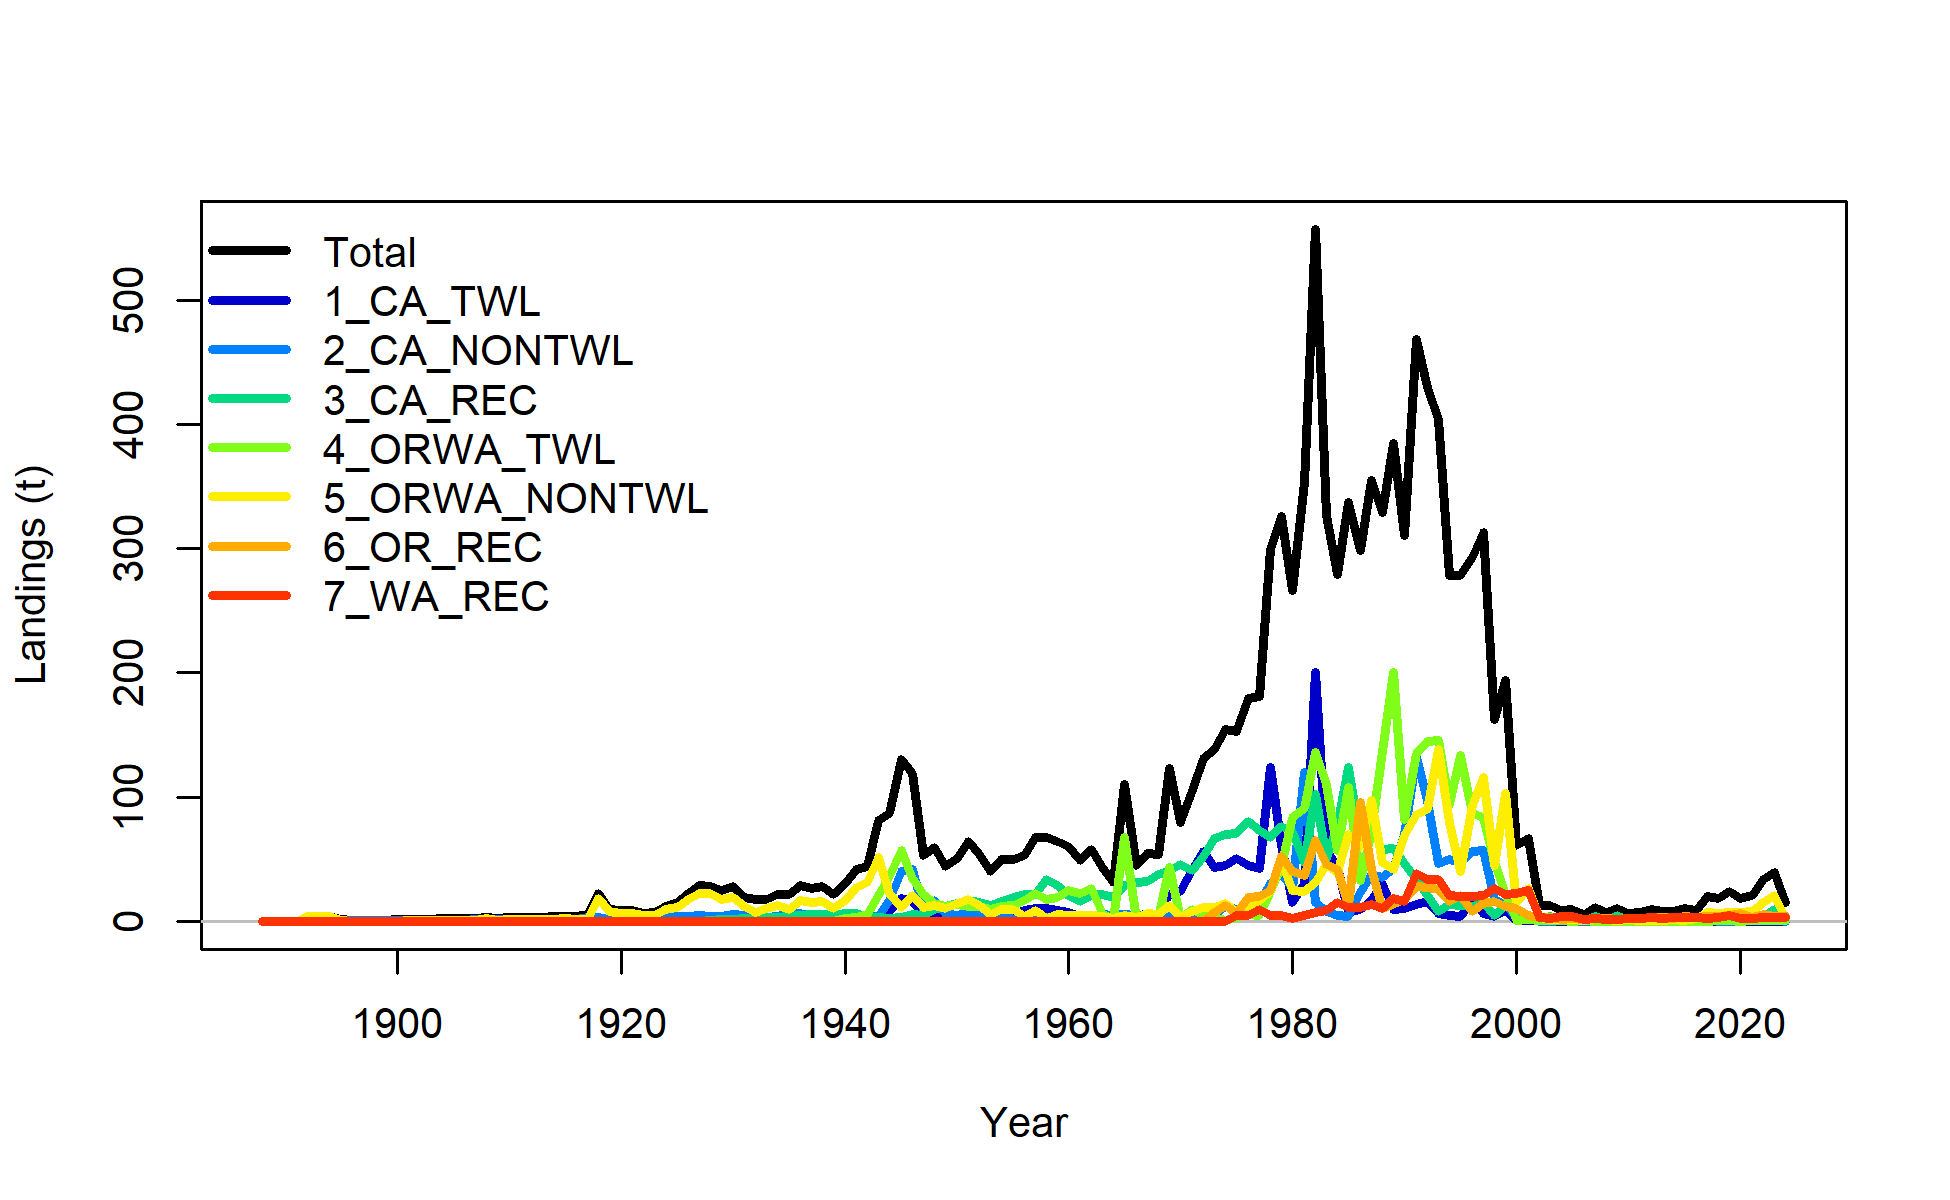 Total
1_CA_TWL
2_CA_NONTWL
3_CA_REC
4_ORWA_TWL
5_ORWA_NONTWL
6_OR_REC
7_WA_REC
Landings (t)
500
400
300
200
100
0
1900 1920 1940 1960 1980 2000 2020
Year